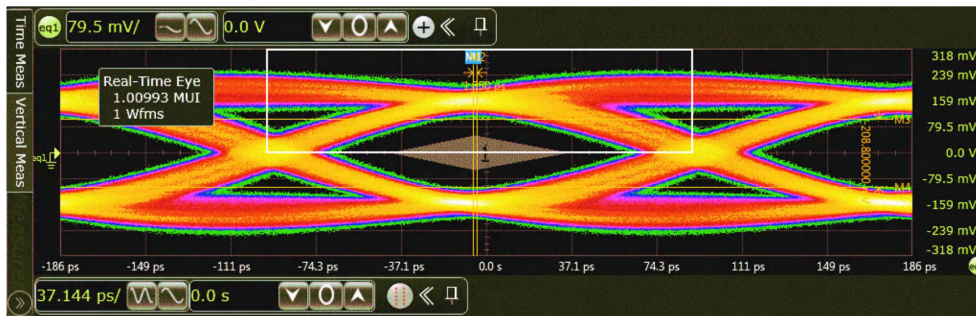 eq1 79.5 mV/ 0.0 V
Time Meas
Vertical Meas
Real-Time Eye
1.00993 MUI
1 Wfms
318 mV
239 mV
159 mV
M3
79.5 mV
eq1
1
0.0 V
208.800000
-79.5 mV
M4
-159 mV
-239 mV
-318 mV
-186 ps -149 ps -111 ps -74.3 ps -37.1 ps 0.0 s 37.1 ps 74.3 ps 111 ps 149 ps 186 ps
37.144 ps/ 0.0 s